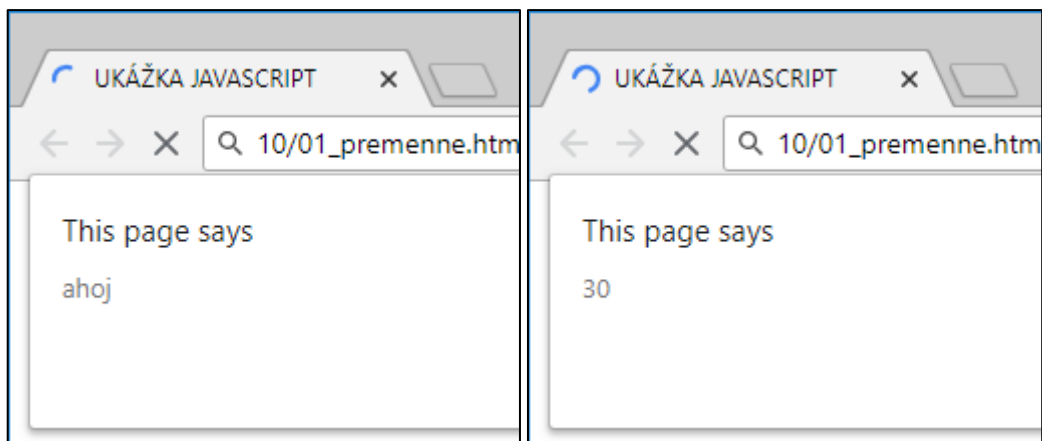 UKÁŽKA JAVASCRIPT
10/01_premenne.htm
This page says
ahoj
UKÁŽKA JAVASCRIPT
10/01_premenne.htm
This page says
30